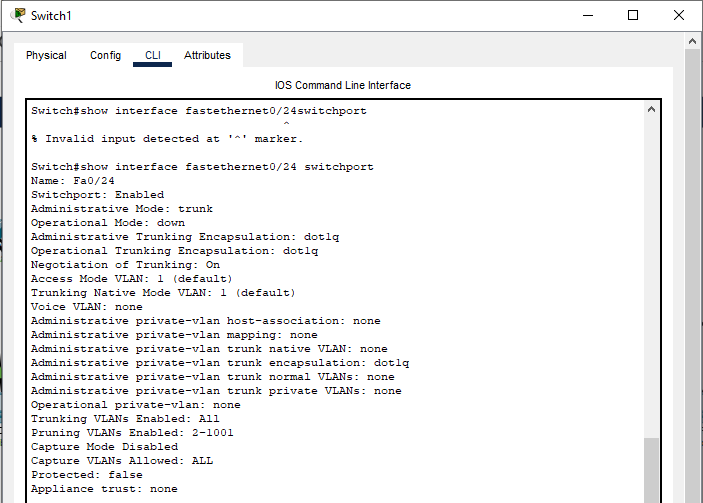 Switch1
Physical Config CLI Attributes
IOS Command Line Interface
Switch#show interface fastethernet0/24switchport
^
% Invalid input detected at '^' marker.
Switch#show interface fastethernet0/24 switchport
Name: Fa0/24
Switchport: Enabled
Administrative Mode: trunk
Operational Mode: down
Administrative Trunking Encapsulation: dot1q
Operational Trunking Encapsulation: dot1q
Negotiation of Trunking: On
Access Mode VLAN: 1 (default)
Trunking Native Mode VLAN: 1 (default)
Voice VLAN: none
Administrative private-vlan host-association: none
Administrative private-vlan mapping: none
Administrative private-vlan trunk native VLAN: none
Administrative private-vlan trunk encapsulation: dot1q
Administrative private-vlan trunk normal VLANs: none
Administrative private-vlan trunk private VLANs: none
Operational private-vlan: none
Trunking VLANs Enabled: All
Pruning VLANs Enabled: 2-1001
Capture Mode Disabled
Capture VLANs Allowed: ALL
Protected: false
Appliance trust: none